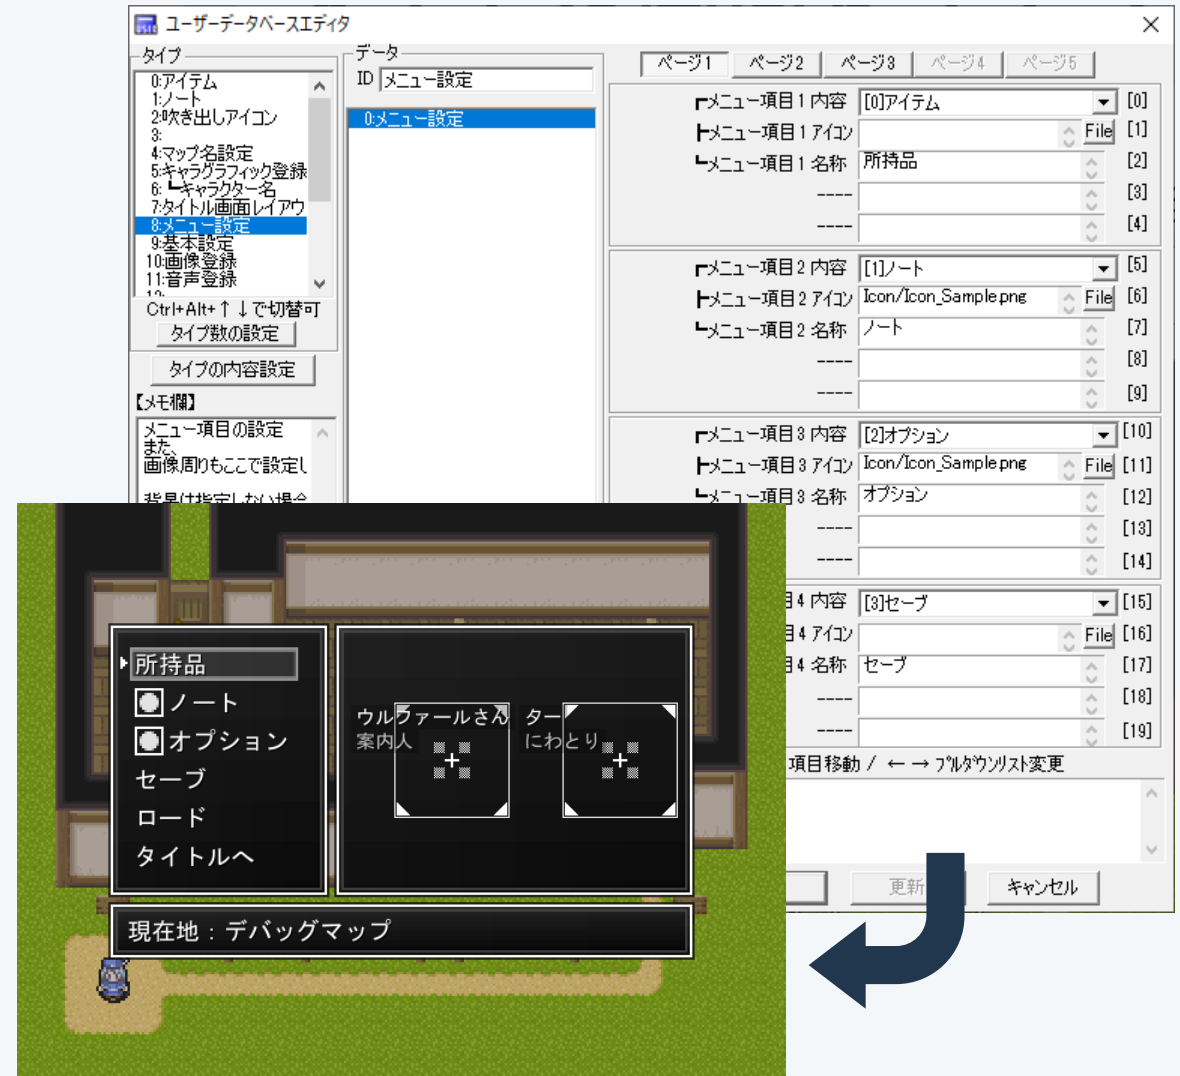 ユーザーデータベースエディタ
タイプ
0:アイテム
1:ノート
2:吹き出しアイコン
3:
4:マップ名設定
5:キャラグラフィック登録
6: ┗キャラクター名
7:タイトル画面レイアウ
8:メニュー設定
9:基本設定
10:画像登録
11:音声登録
Ctrl+Alt+↑↓で切替可
タイプ数の設定
タイプの内容設定
【メモ欄】
メニュー項目の設定
また、
画像周りもここで設定し
背景は指定しない場合
データ
ID メニュー設定
0:メニュー設定
ページ1 ページ2 ページ3 ページ4 ページ5
┏メニュー項目1 内容 [0]アイテム [0]
┣メニュー項目1 アイコン File [1]
┗メニュー項目1 名称 所持品 [2]
---- [3]
---- [4]
┏メニュー項目2 内容 [1]ノート [5]
┣メニュー項目2 アイコン Icon/Icon_Sample.png File [6]
┗メニュー項目2 名称 ノート [7]
---- [8]
---- [9]
┏メニュー項目3 内容 [2]オプション [10]
┣メニュー項目3 アイコン Icon/Icon_Sample.png File [11]
┗メニュー項目3 名称 オプション [12]
---- [13]
---- [14]
目4 内容 [3]セーブ [15]
目4 アイコン File [16]
目4 名称 セーブ [17]
---- [18]
---- [19]
項目移動 / ←→ プルダウンリスト変更
更新 キャンセル
所持品
ノート
オプション
セーブ
ロード
タイトルへ
ウルファールさん
案内人
ター
にわとり
現在地：デバッグマップ